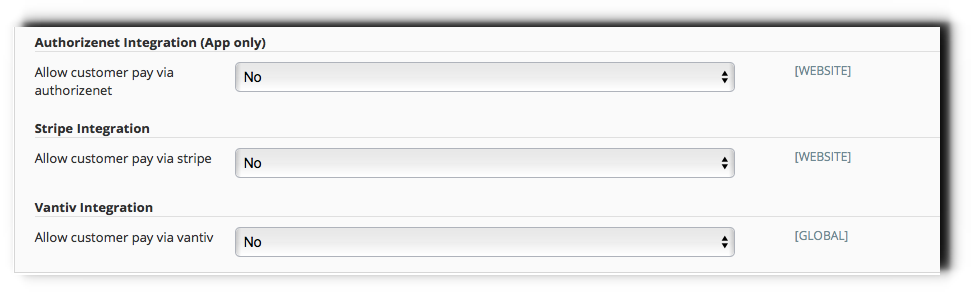 Authorizenet Integration (App only)
Allow customer pay via
authorizenet
No
[WEBSITE]
Stripe Integration
Allow customer pay via stripe
No
[WEBSITE]
Vantiv Integration
Allow customer pay via vantiv
No
[GLOBAL]